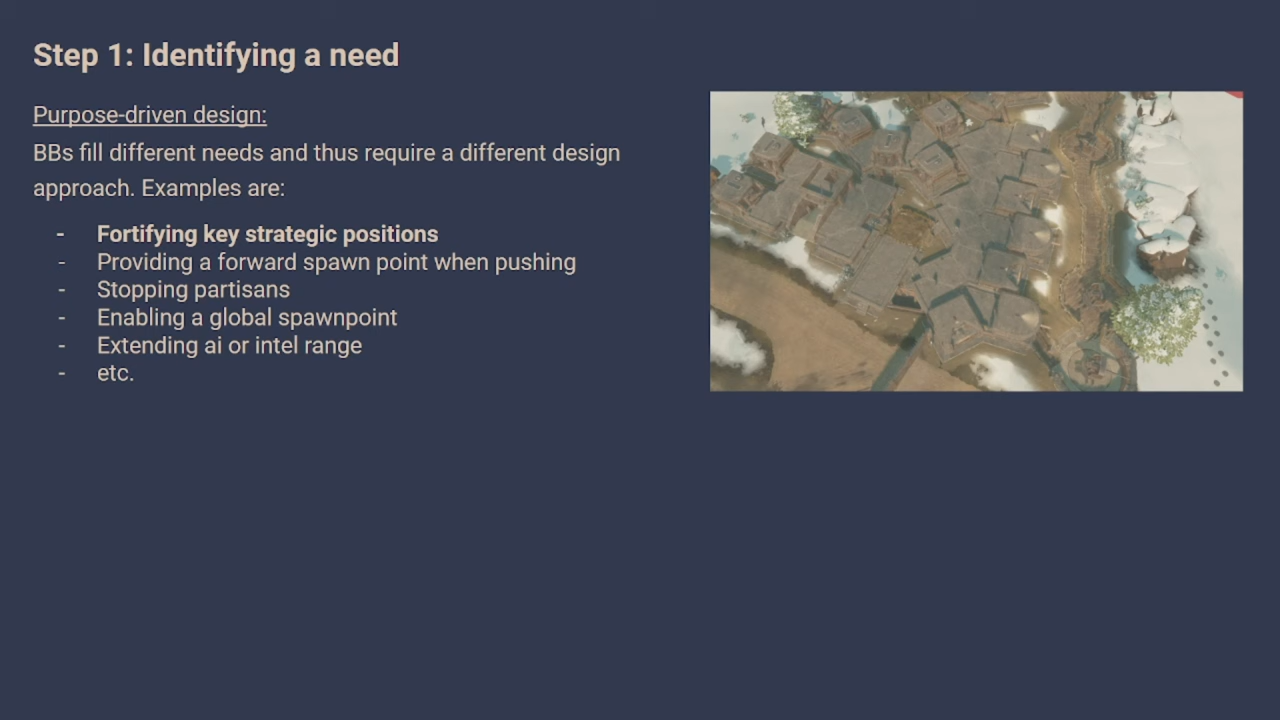 Step 1: Identifying a need
Purpose-driven design:
BBs fill different needs and thus require a different design
approach. Examples are:
- Fortifying key strategic positions
- Providing a forward spawn point when pushing
- Stopping partisans
- Enabling a global spawnpoint
- Extending ai or intel range
- etc.